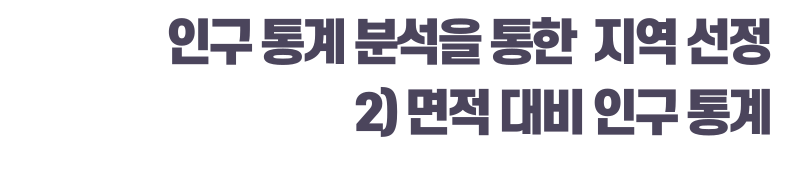 인구 통계 분석을 통한 지역 선정
2) 면적 대비 인구 통계